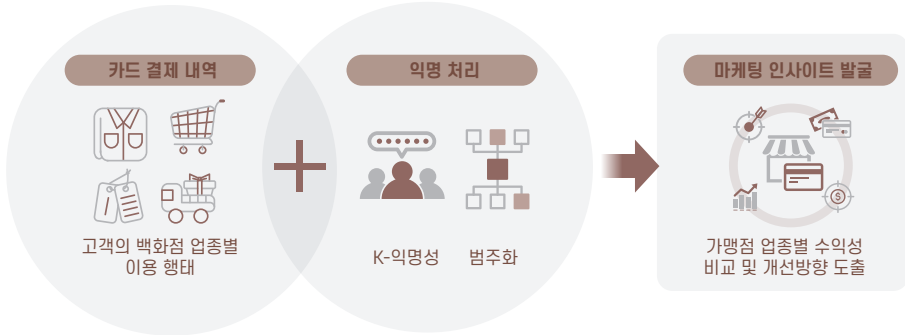 카드 결제 내역
고객의 백화점 업종별
이용 행태
익명 처리
K-익명성
범주화
마케팅 인사이트 발굴
$
가맹점 업종별 수익성
비교 및 개선방향 도출